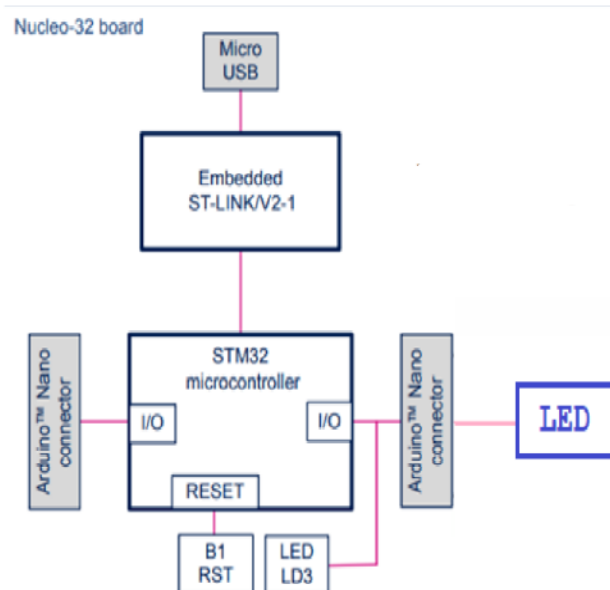 Nucleo-32 board
Micro
USB
Embedded
ST-LINK/V2-1
STM32
microcontroller
Arduino™ Nano
connector
I/O
I/O
Arduino™ Nano
connector
LED
RESET
B1
RST
LED
LD3